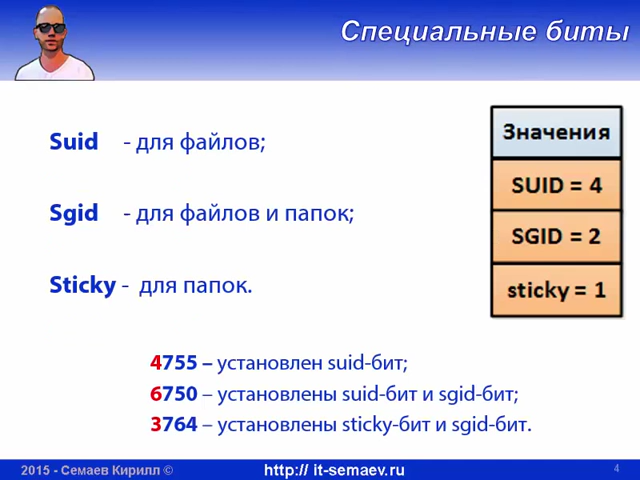 Специальные биты
Suid - для файлов;
Sgid - для файлов и папок;
Sticky - для папок.
Значения
SUID = 4
SGID = 2
sticky = 1
4755 – установлен suid-бит;
6750 – установлены suid-бит и sgid-бит;
3764 – установлены sticky-бит и sgid-бит.
2015 - Семаев Кирилл ©
http:// it-semaev.ru
4